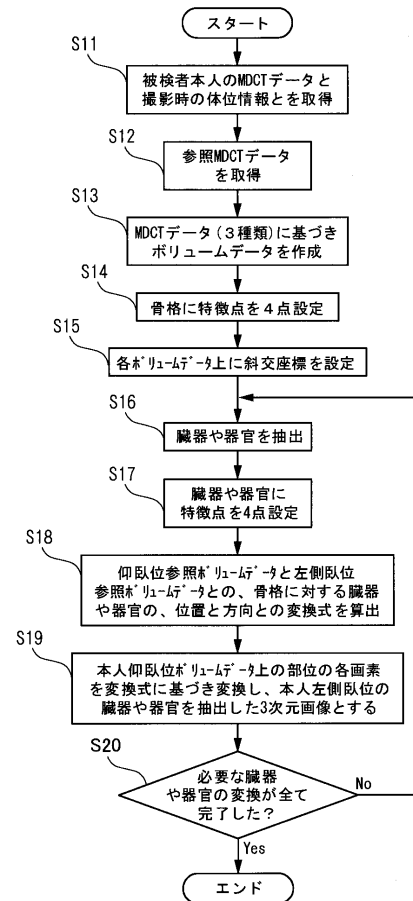 スタート
S11
被検者本人のMDCTデータと
撮影時の体位情報とを取得
S12
参照MDCTデータ
を取得
S13
MDCTデータ(3種類)に基づき
ボリュームデータを作成
S14
骨格に特徴点を4点設定
S15
各ボリュームデータ上に斜交座標を設定
S16
臓器や器官を抽出
S17
臓器や器官に
特徴点を4点設定
S18
仰臥位参照ボリュームデータと左側臥位
参照ボリュームデータとの、骨格に対する臓器
や器官の、位置と方向との変換式を算出
S19
本人仰臥位ボリュームデータ上の部位の各画素
を変換式に基づき変換し、本人左側臥位の
臓器や器官を抽出した3次元画像とする
S20
必要な臓器
や器官の変換が全て
完了した?
No
Yes
エンド